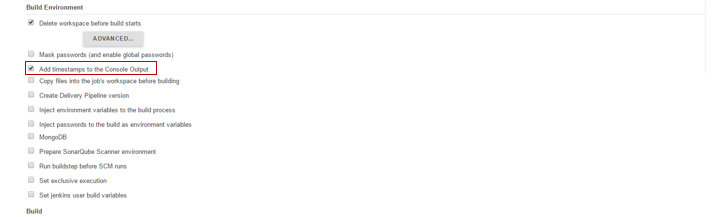 Build Environment
Delete workspace before build starts
ADVANCED...
Mask passwords (and enable global passwords)
Add timestamps to the Console Output
Copy files into the job's workspace before building
Create Delivery Pipeline version
Inject environment variables to the build process
Inject passwords to the build as environment variables
MongoDB
Prepare SonarQube Scanner environment
Run buildstep before SCM runs
Set exclusive execution
Set jenkins user build variables
Build